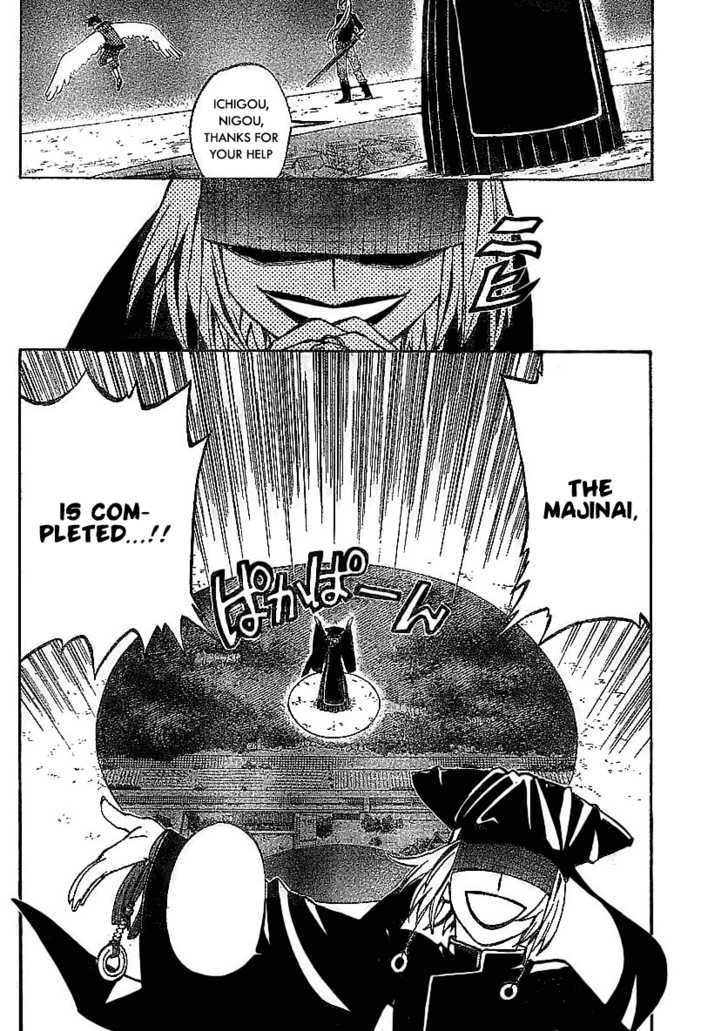 ICHIGOU,
NIGOU,
THANKS FOR
YOUR HELP
ニヒ
THE
MAJINAI,
IS COM-
PLETED...!!
ぱかぱーん